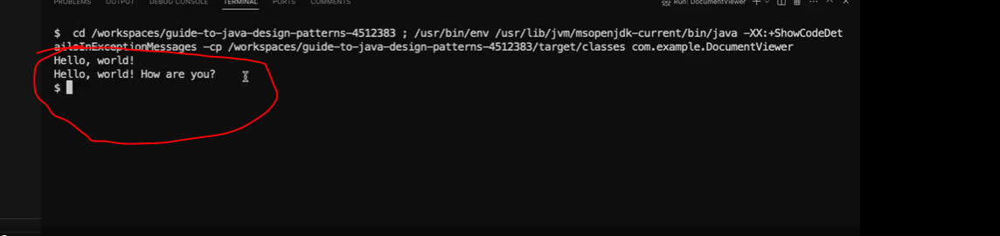 PROBLEMS OUTPUT DEBUG CONSOLE TERMINAL PORTS COMMENTS Run: DocumentViewer
$ cd /workspaces/guide-to-java-design-patterns-4512383 ; /usr/bin/env /usr/lib/jvm/msopenjdk-current/bin/java -XX:+ShowCodeDet
ailsInExceptionMessages -cp /workspaces/guide-to-java-design-patterns-4512383/target/classes com.example.DocumentViewer
Hello, world!
Hello, world! How are you?
$